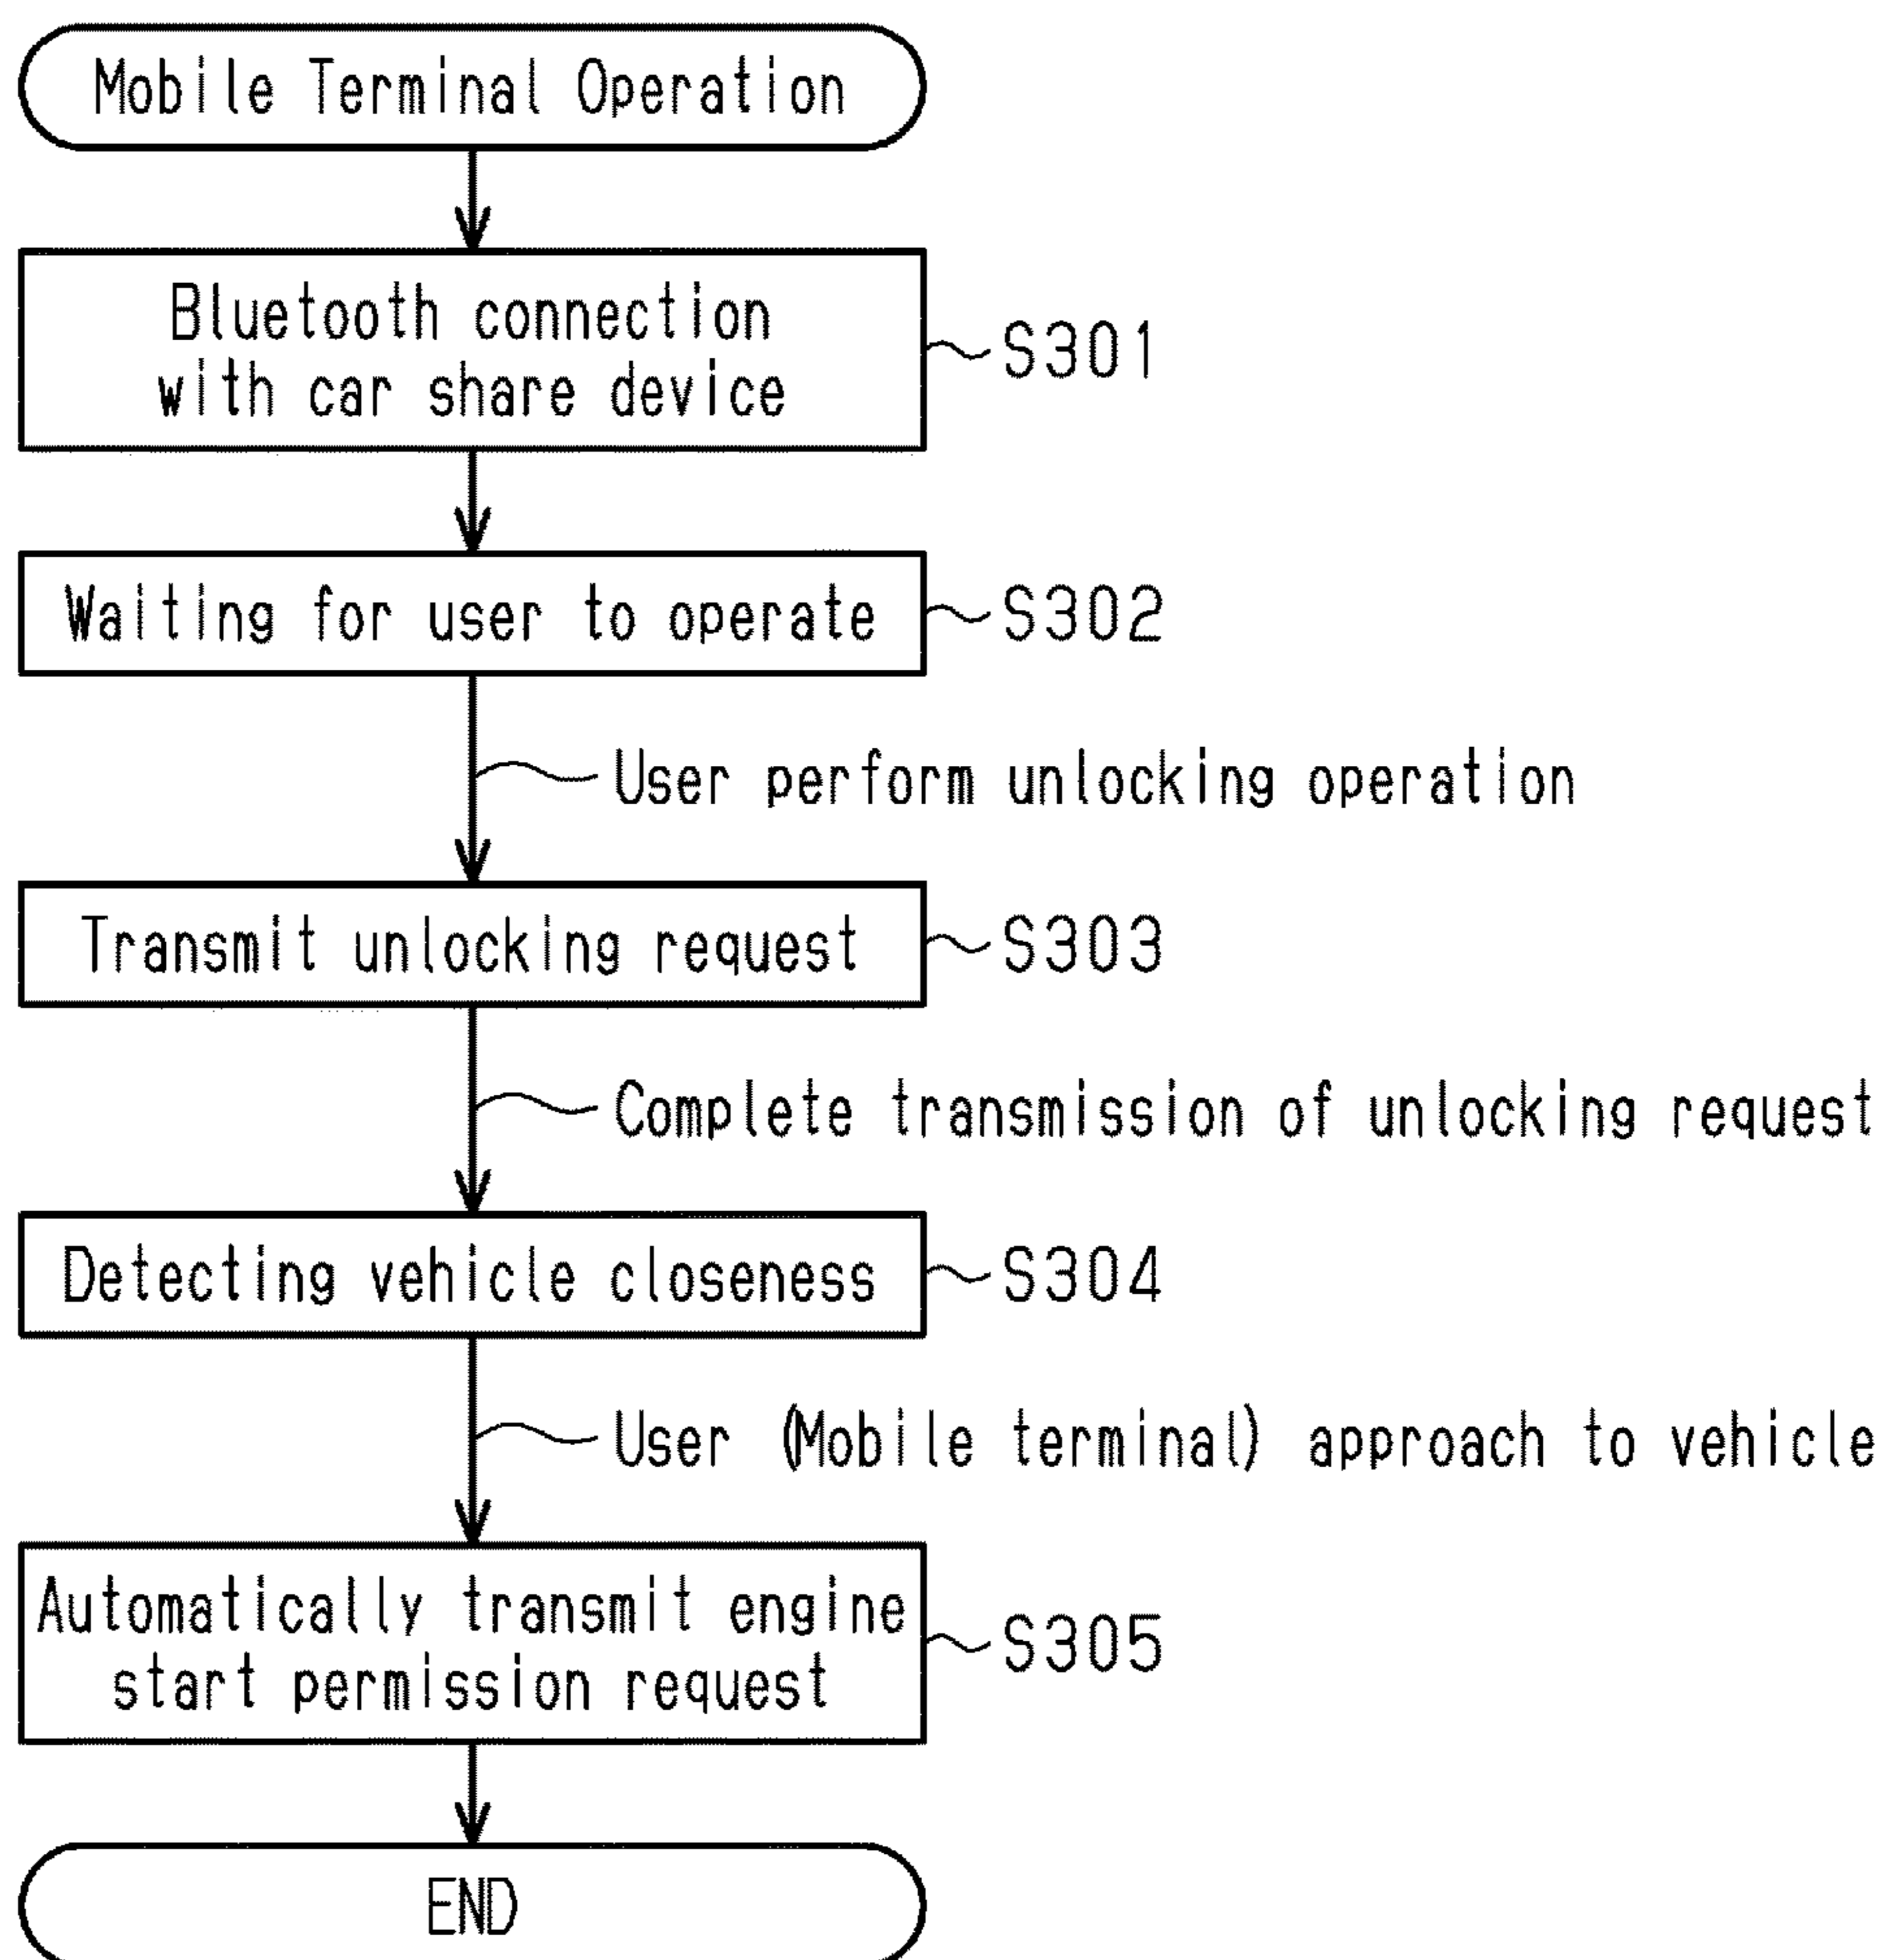 Mobile Terminal Operation
Bluetooth connection
with car share device
S301
Waiting for user to operate
S302
User perform unlocking operation
Transmit unlocking request
S303
Complete transmission of unlocking request
Detecting vehicle closeness
S304
User (Mobile terminal) approach to vehicle
Automatically transmit engine
start permission request
S305
END